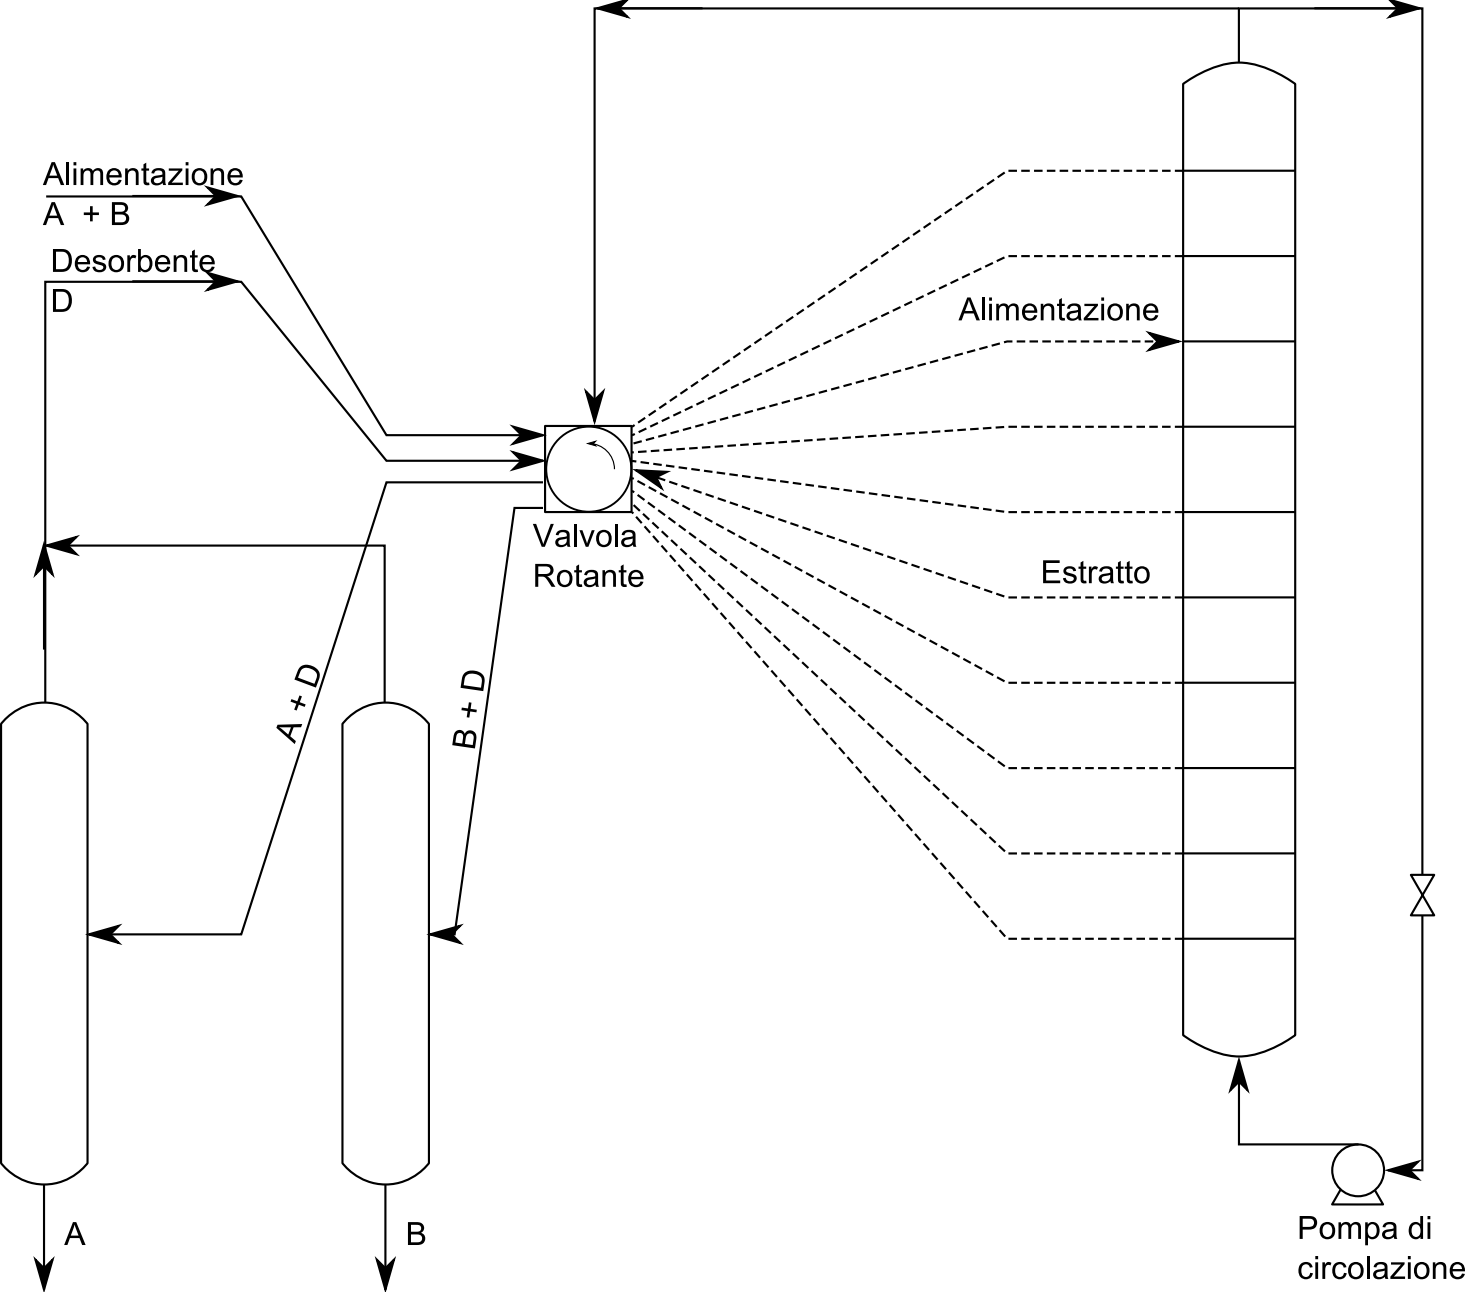 Alimentazione
A + B
Desorbente
D
Alimentazione
Valvola
Rotante
Estratto
A + D
B + D
A
B
Pompa di
circolazione